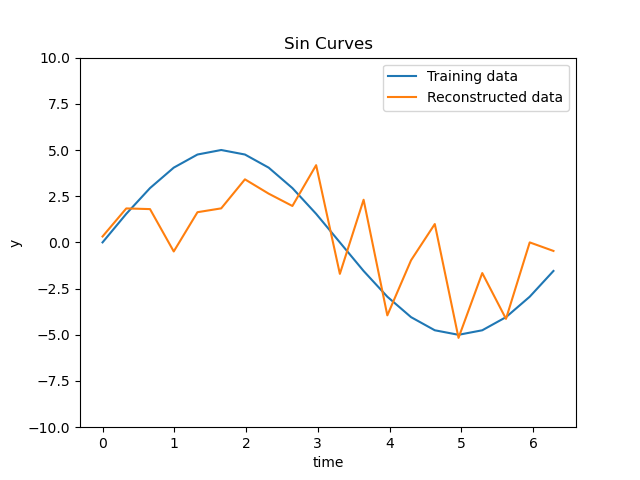 Sin Curves
Training data
Reconstructed data
10.0
7.5
5.0
2.5
0.0
−2.5
−5.0
−7.5
−10.0
y
0 1 2 3 4 5 6
time